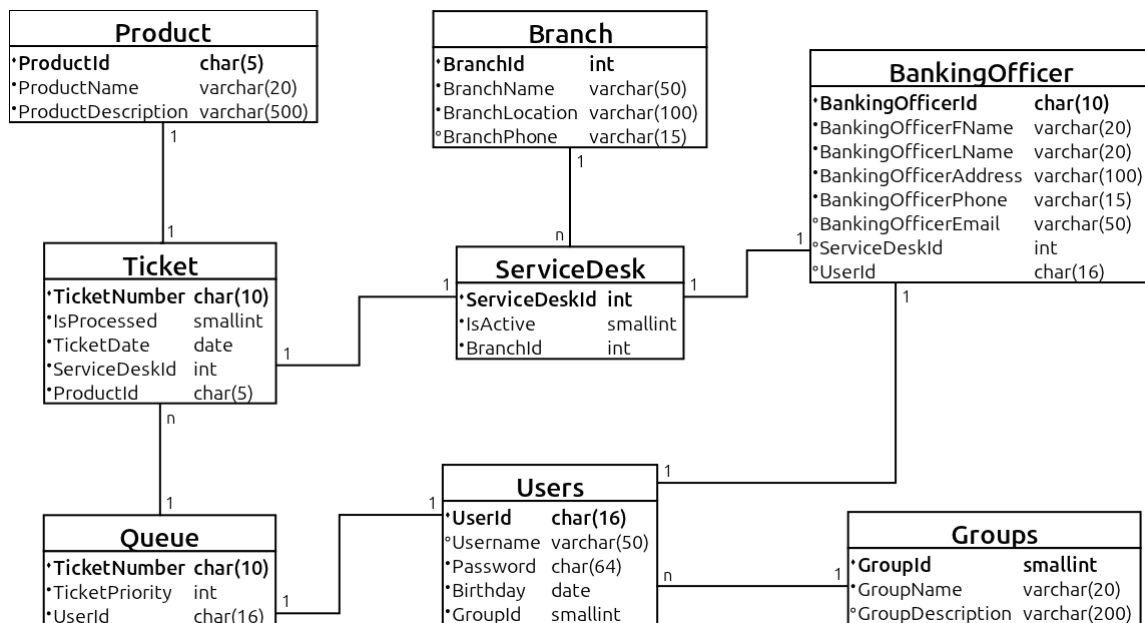 Product
ProductId char(5)
ProductName varchar(20)
ProductDescription varchar(500)
1
Branch
BranchId int
BranchName varchar(50)
BranchLocation varchar(100)
BranchPhone varchar(15)
1
BankingOfficer
BankingOfficerId char(10)
BankingOfficerFName varchar(20)
BankingOfficerLName varchar(20)
BankingOfficerAddress varchar(100)
BankingOfficerPhone varchar(15)
BankingOfficerEmail varchar(50)
ServiceDeskId int
UserId char(16)
1
1
1
Ticket
TicketNumber char(10)
IsProcessed smallint
TicketDate date
ServiceDeskId int
ProductId char(5)
1
n
n
ServiceDesk
ServiceDeskId int
IsActive smallint
BranchId int
1
1
1
Queue
TicketNumber char(10)
TicketPriority int
UserId char(16)
1
1
Users
UserId char(16)
Username varchar(50)
Password char(64)
Birthday date
GroupId smallint
1
n
1
Groups
GroupId smallint
GroupName varchar(20)
GroupDescription varchar(200)